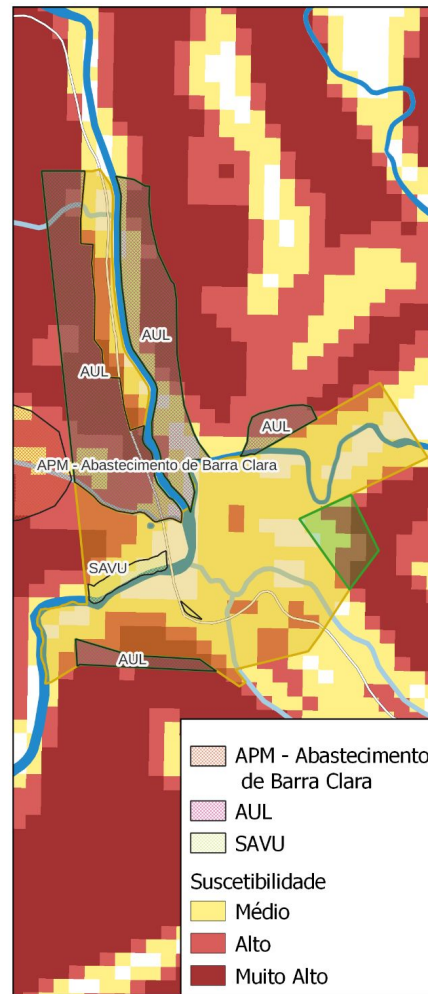 AUL
AUL
AUL
APM - Abastecimento de Barra Clara
SAVU
AUL
APM - Abastecimento
de Barra Clara
AUL
SAVU
Suscetibilidade
Médio
Alto
Muito Alto